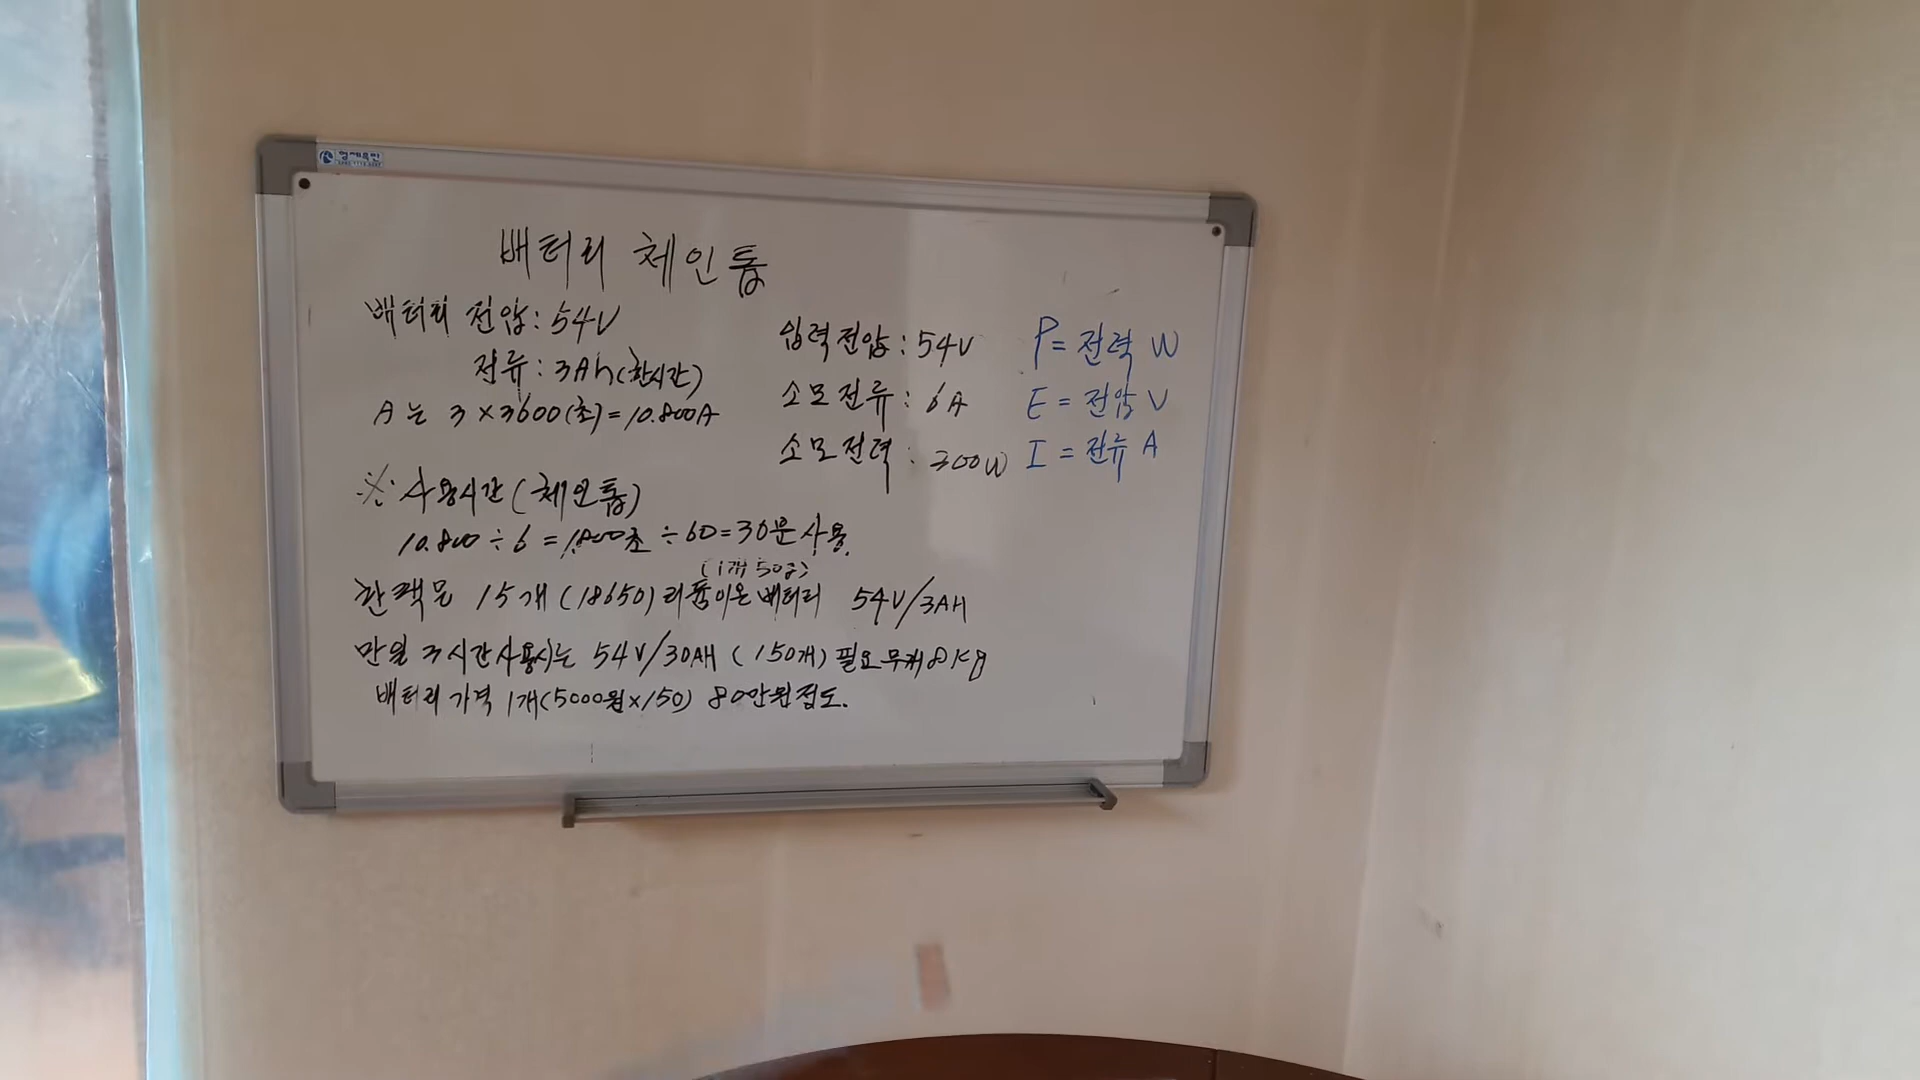 배터리 체인톱
배터리 전압: 54V
전류: 3Ah(한시간)
A는 3×3600(초)=10.800A
※ 사용시간(체인톱)
10.800÷6=1,800초÷60=30분 사용.
(1개 50g)
한팩은 15개(18650)리튬이온배터리 54V/3AH
만일 3시간사용시는 54V/30AH (150개)필요무게8Kg
배터리 가격 1개(5000원×150) 80만원정도.
입력전압: 54V
소모전류: 6A
소모전력: 300W
P=전력 W
E=전압 V
I=전류 A